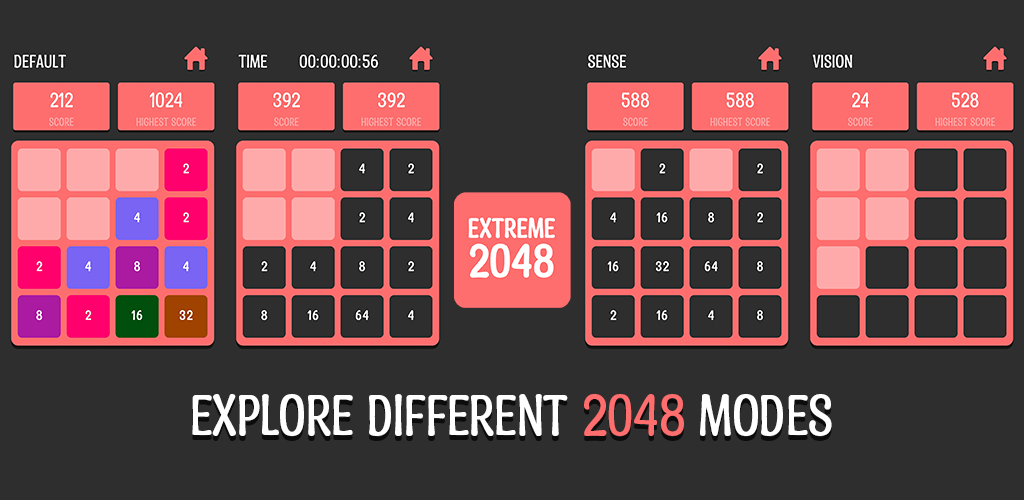 DEFAULT
212
SCORE
1024
HIGHEST SCORE
2
4 2
2 4 8 4
8 2 16 32
TIME 00:00:00:56
392
SCORE
392
HIGHEST SCORE
4 2
2 4
2 4 8 2
8 16 64 4
EXTREME
2048
SENSE
588
SCORE
588
HIGHEST SCORE
2 2
4 16 8 2
16 32 64 8
2 16 4 8
VISION
24
SCORE
528
HIGHEST SCORE
EXPLORE DIFFERENT 2048 MODES